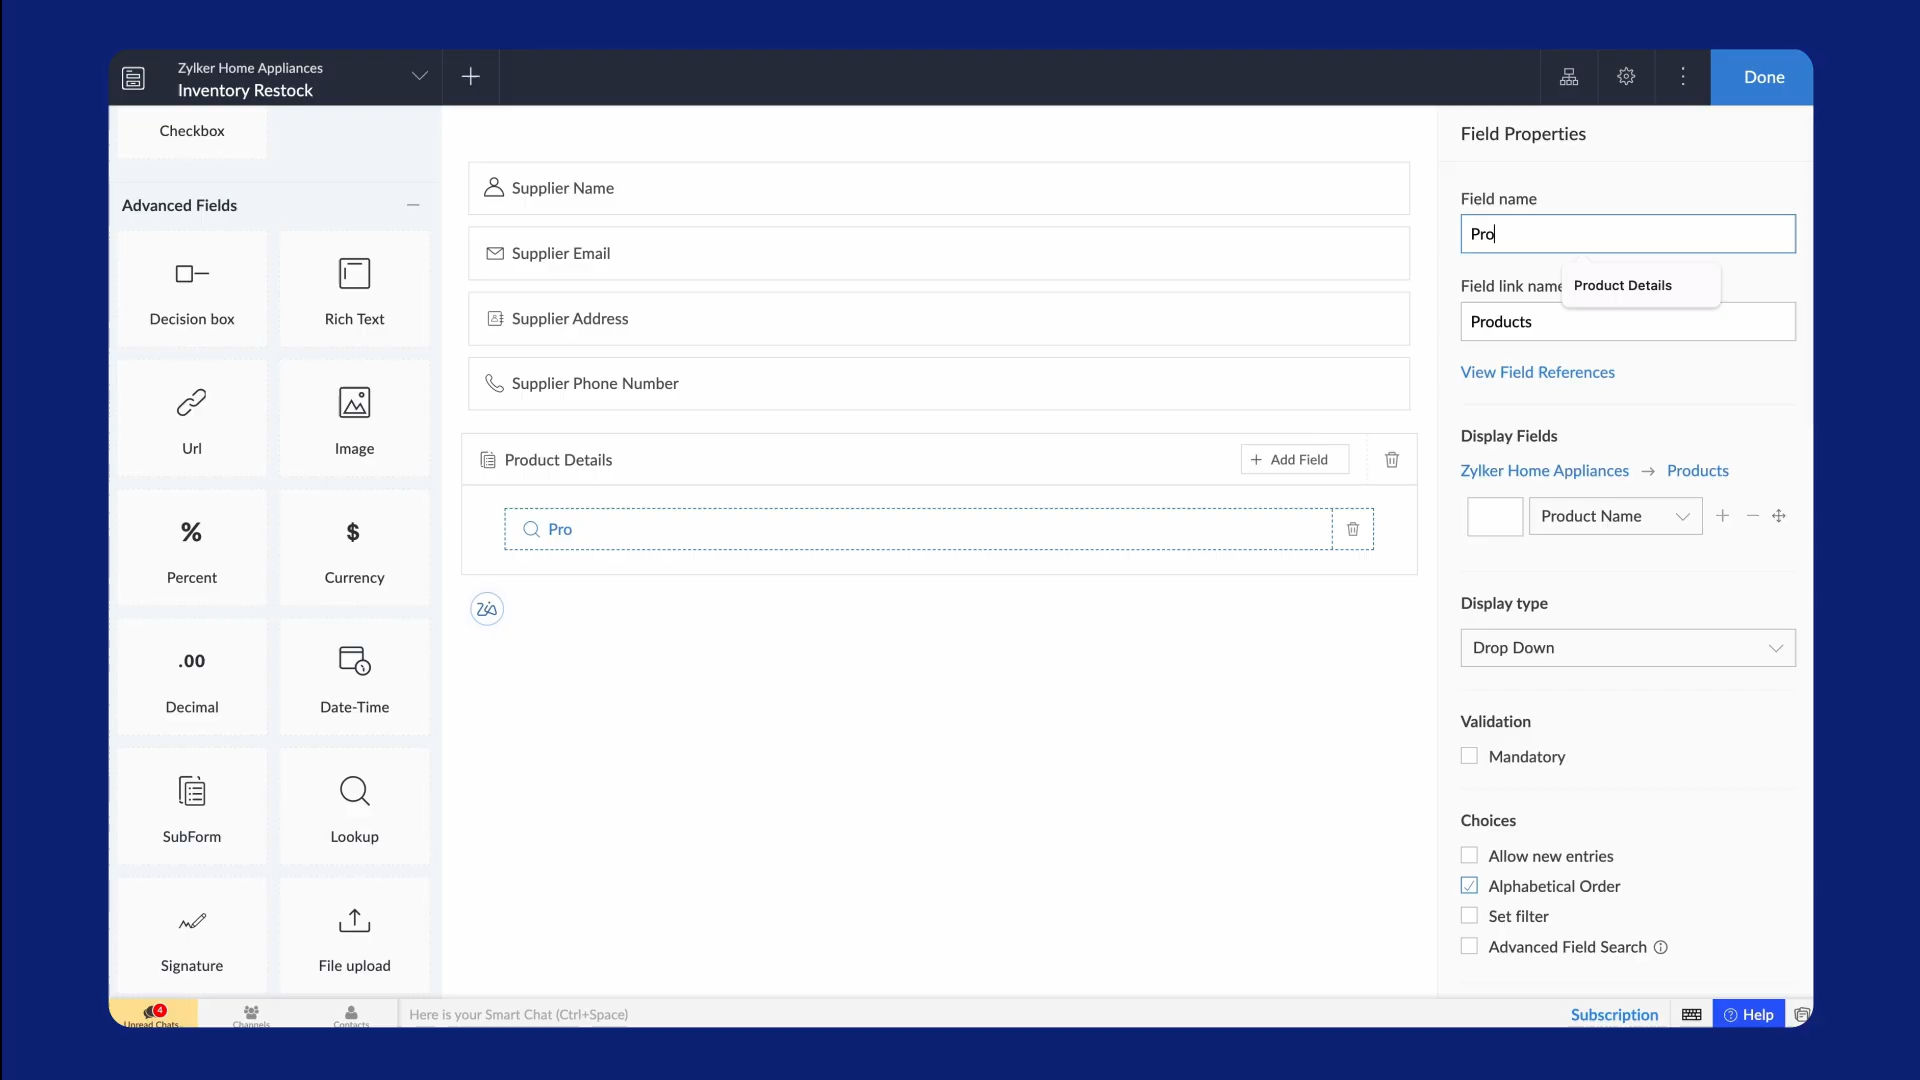 Zylker Home Appliances
Inventory Restock
Done
Checkbox
Advanced Fields
Decision box
Rich Text
Url
Image
%
Percent
$
Currency
.00
Decimal
Date-Time
SubForm
Lookup
Signature
File upload
Supplier Name
Supplier Email
Supplier Address
Supplier Phone Number
Product Details
Add Field
Pro
Zia
Field Properties
Field name
Pro
Product Details
Field link name
Products
View Field References
Display Fields
Zylker Home Appliances → Products
Product Name
Display type
Drop Down
Validation
Mandatory
Choices
Allow new entries
Alphabetical Order
Set filter
Advanced Field Search
4
Unread Chats
Channels
Contacts
Here is your Smart Chat (Ctrl+Space)
Subscription
Help